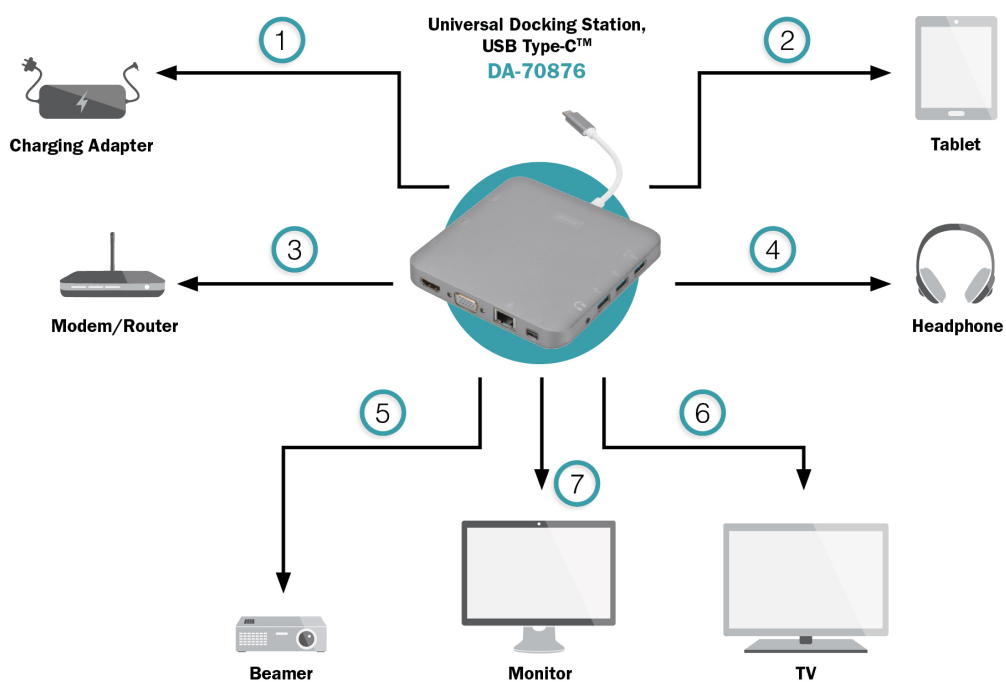 Universal Docking Station,
USB Type-C™
DA-70876
1
2
Charging Adapter
Tablet
3
4
Modem/Router
Headphone
5
6
7
Beamer
Monitor
TV